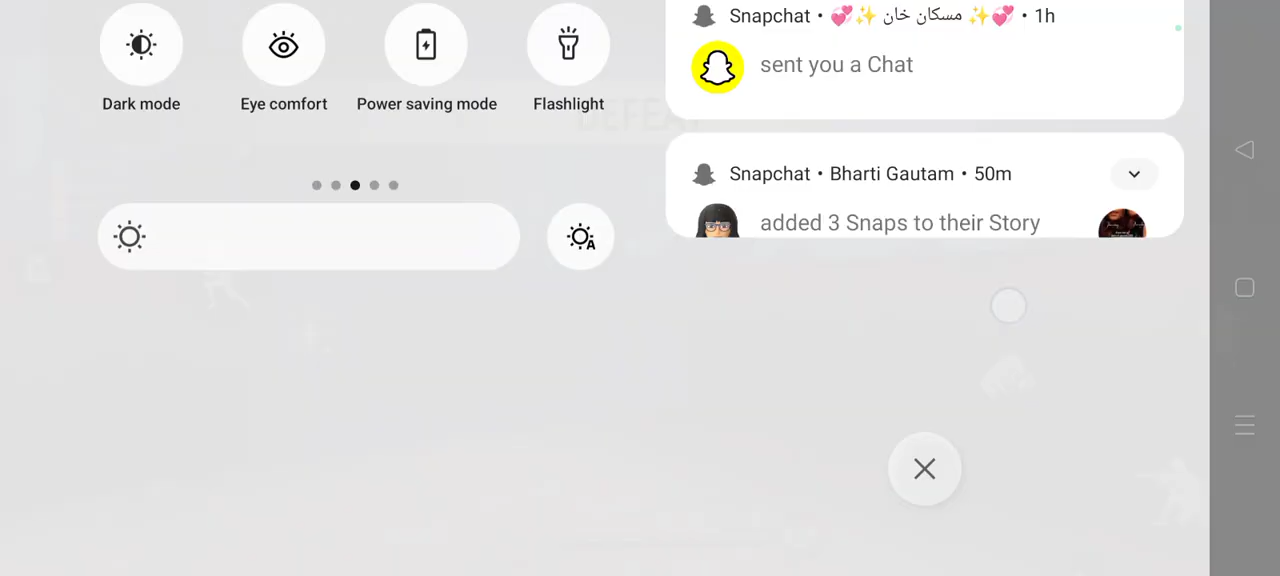 Snapchat • 💞✨ مسکان خان ✨💞 • 1h
sent you a Chat
Dark mode
Eye comfort
Power saving mode
Flashlight
DEFEAT
Snapchat • Bharti Gautam • 50m
added 3 Snaps to their Story